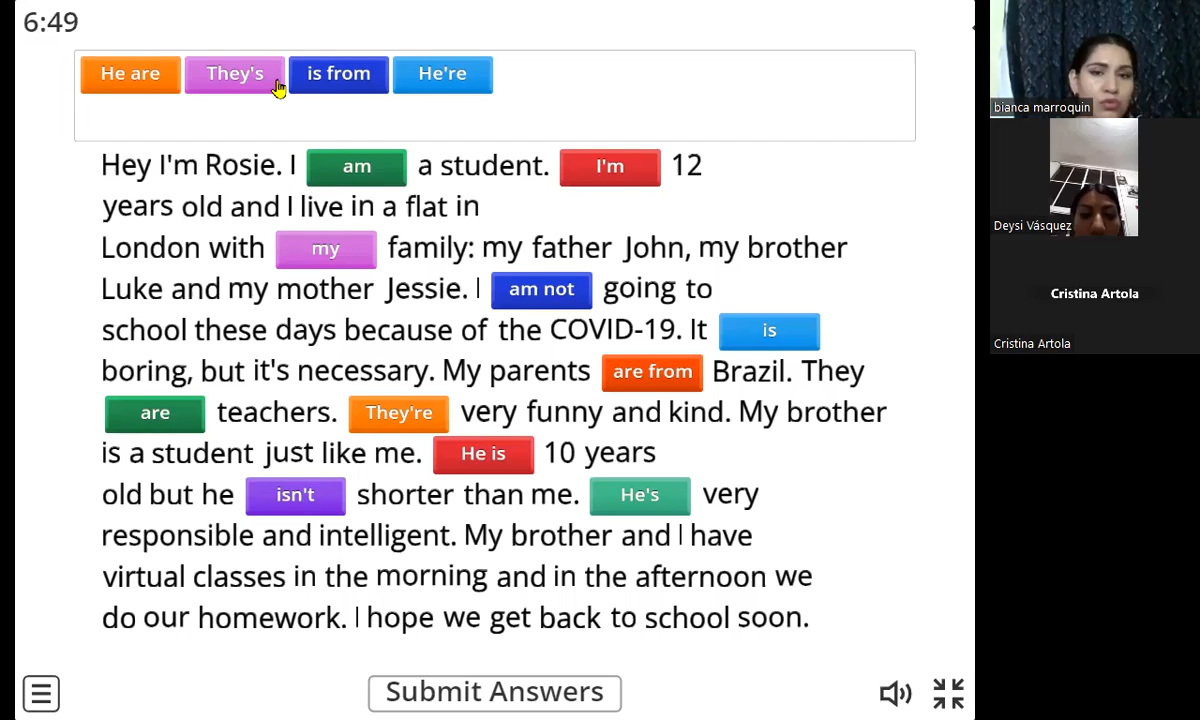 6:49
He are They's is from He're
Hey I'm Rosie. I am a student. I'm 12
years old and I live in a flat in
London with my family: my father John, my brother
Luke and my mother Jessie. I am not going to
school these days because of the COVID-19. It is
boring, but it's necessary. My parents are from Brazil. They
are teachers. They're very funny and kind. My brother
is a student just like me. He is 10 years
old but he isn't shorter than me. He's very
responsible and intelligent. My brother and I have
virtual classes in the morning and in the afternoon we
do our homework. I hope we get back to school soon.
Submit Answers
bianca marroquin
Deysi Vásquez
Cristina Artola
Cristina Artola